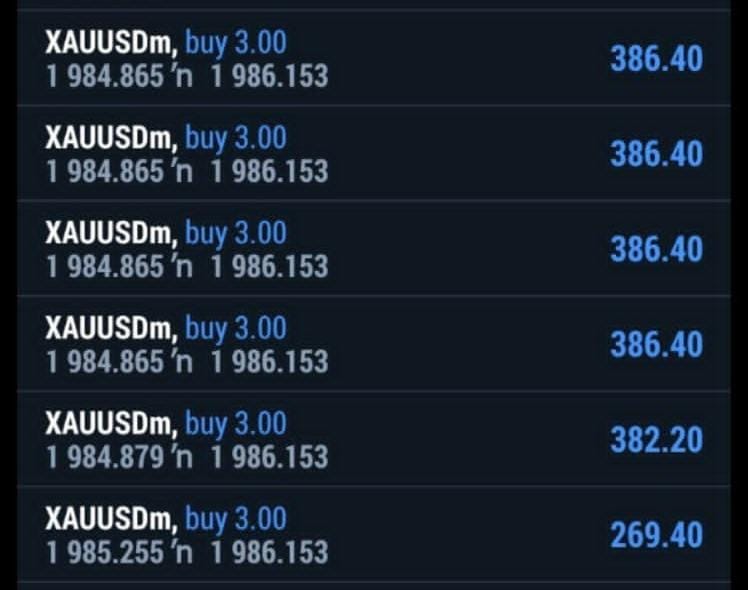 XAUUSDm, buy 3.00
1 984.865 ’n 1 986.153
386.40
XAUUSDm, buy 3.00
1 984.865 ’n 1 986.153
386.40
XAUUSDm, buy 3.00
1 984.865 ’n 1 986.153
386.40
XAUUSDm, buy 3.00
1 984.865 ’n 1 986.153
386.40
XAUUSDm, buy 3.00
1 984.879 ’n 1 986.153
382.20
XAUUSDm, buy 3.00
1 985.255 ’n 1 986.153
269.40